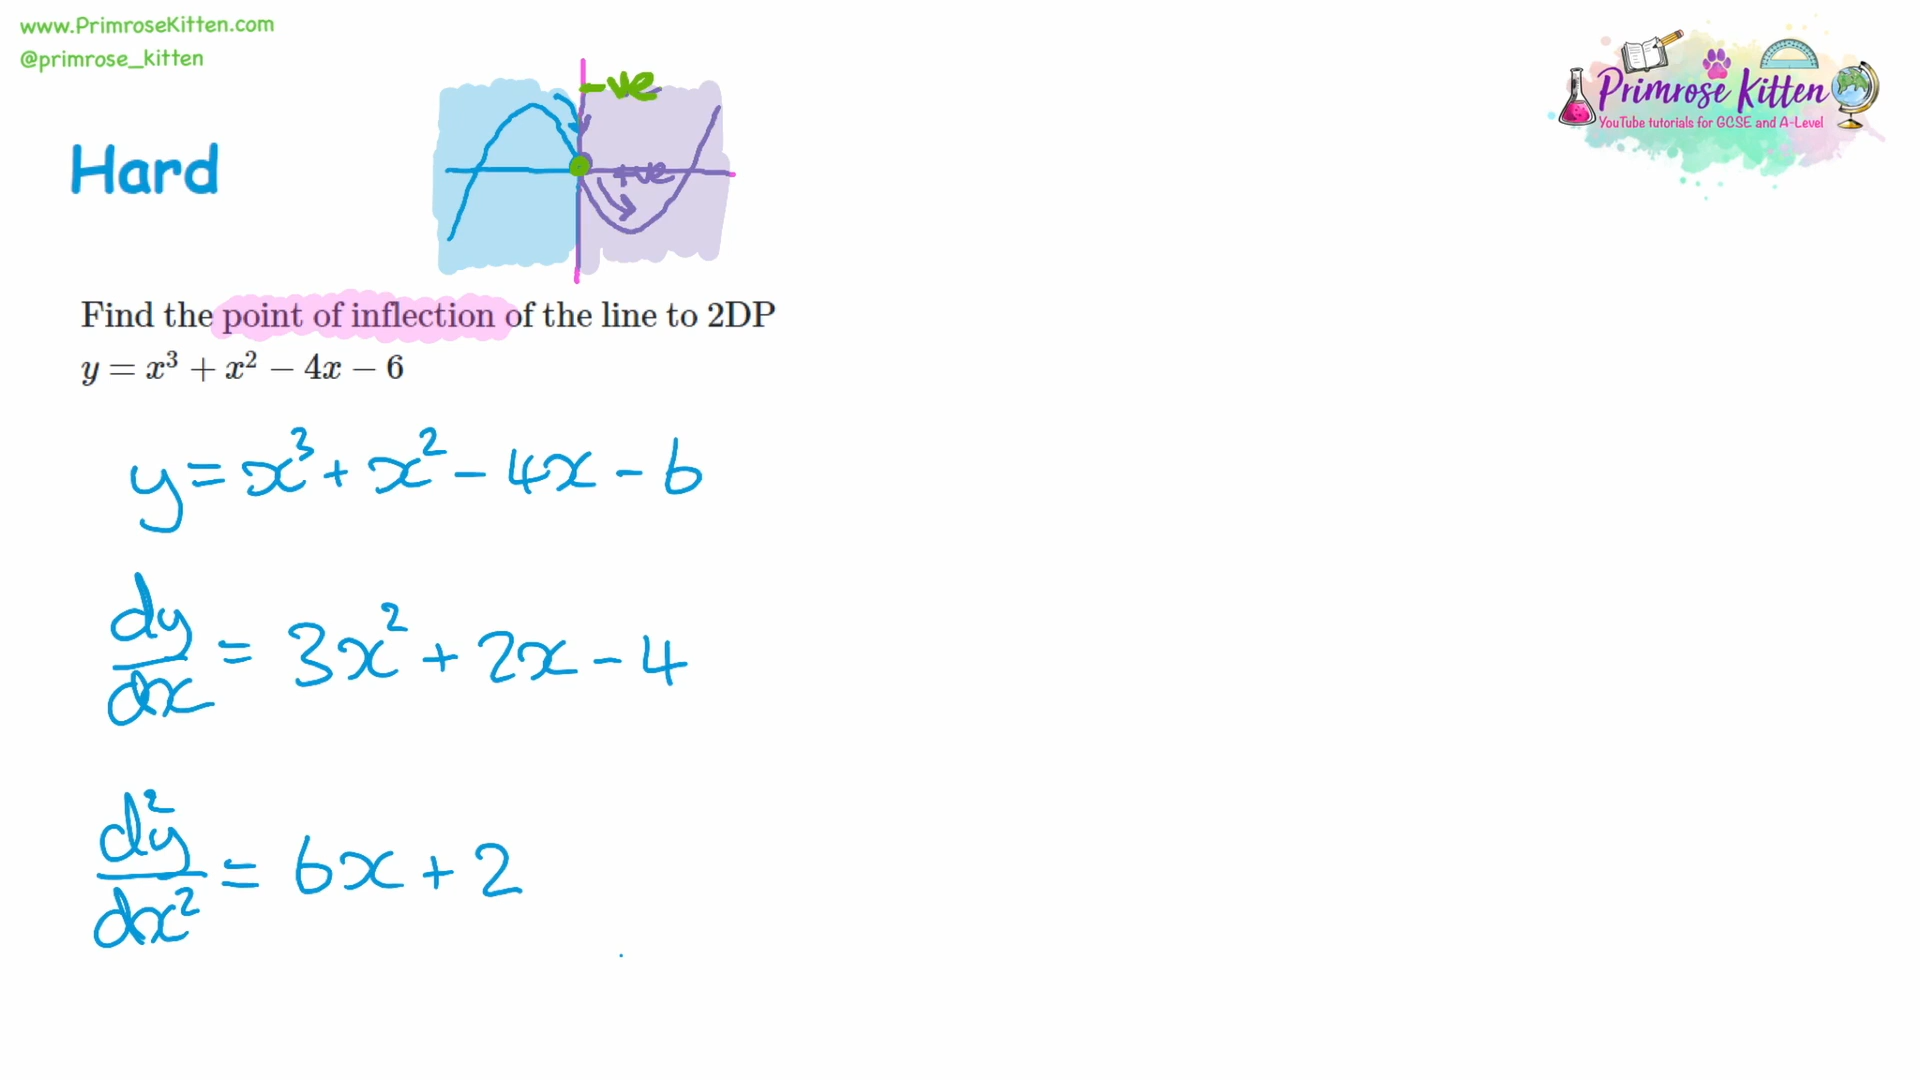 www.PrimroseKitten.com
@primrose_kitten
Primrose Kitten
YouTube tutorials for GCSE and A-Level
-ve
+ve
Hard
Find the point of inflection of the line to 2DP
y = x³ + x² − 4x − 6
y = x³ + x² − 4x − 6
dy/dx = 3x² + 2x − 4
d²y/dx² = 6x + 2